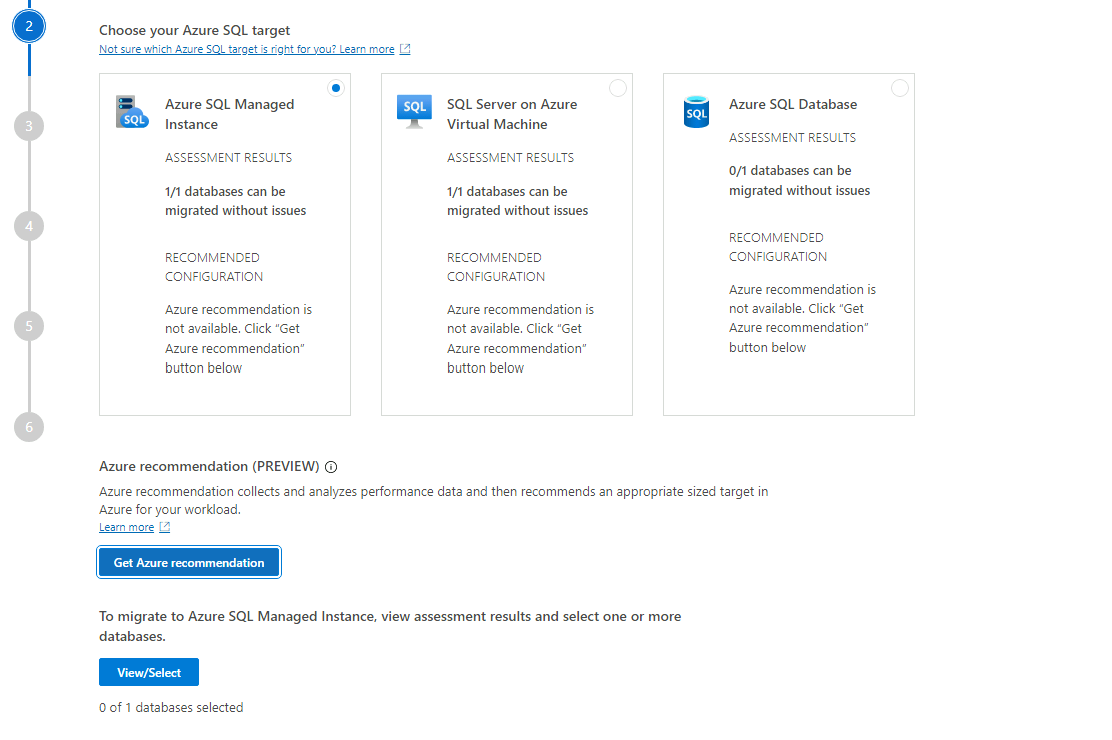 2
Choose your Azure SQL target
Not sure which Azure SQL target is right for you? Learn more
3
4
5
6
SQL
Azure SQL Managed
Instance
ASSESSMENT RESULTS
1/1 databases can be
migrated without issues
RECOMMENDED
CONFIGURATION
Azure recommendation is
not available. Click “Get
Azure recommendation”
button below
SQL
SQL Server on Azure
Virtual Machine
ASSESSMENT RESULTS
1/1 databases can be
migrated without issues
RECOMMENDED
CONFIGURATION
Azure recommendation is
not available. Click “Get
Azure recommendation”
button below
SQL
Azure SQL Database
ASSESSMENT RESULTS
0/1 databases can be
migrated without issues
RECOMMENDED
CONFIGURATION
Azure recommendation is
not available. Click “Get
Azure recommendation”
button below
Azure recommendation (PREVIEW)
Azure recommendation collects and analyzes performance data and then recommends an appropriate sized target in
Azure for your workload.
Learn more
Get Azure recommendation
To migrate to Azure SQL Managed Instance, view assessment results and select one or more
databases.
View/Select
0 of 1 databases selected